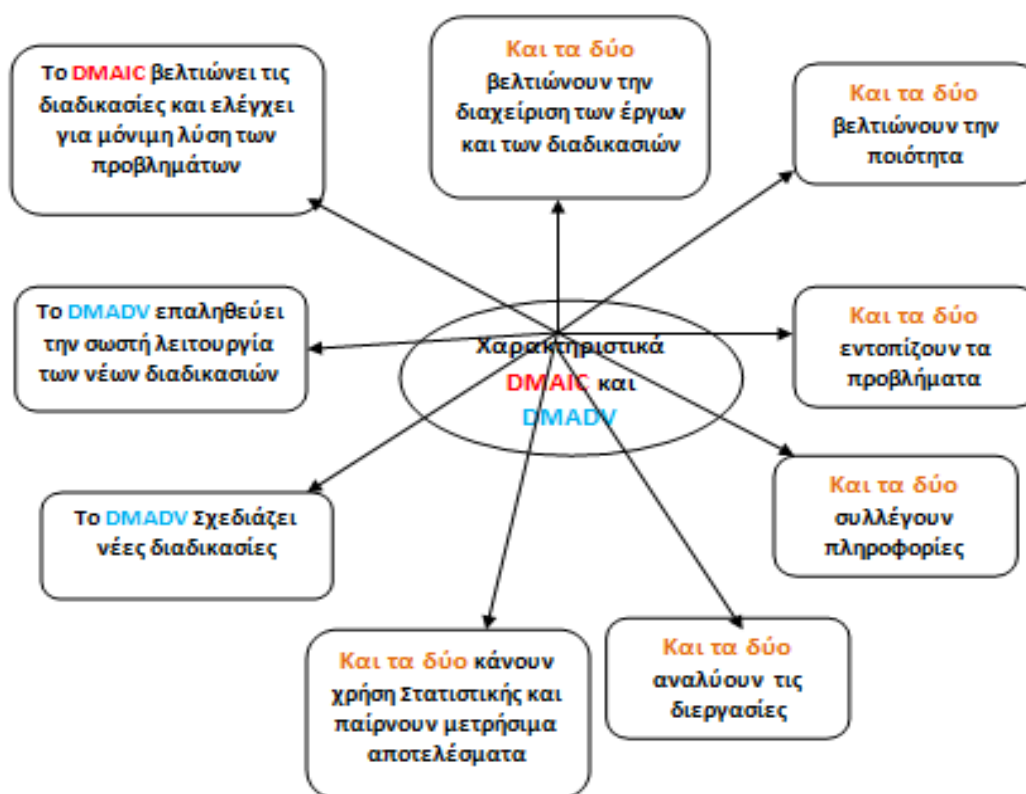 Το DMAIC βελτιώνει τις
διαδικασίες και ελέγχει
για μόνιμη λύση των
προβλημάτων
Και τα δύο
βελτιώνουν την
διαχείριση των έργων
και των διαδικασιών
Και τα δύο
βελτιώνουν την
ποιότητα
Το DMADV επαληθεύει
την σωστή λειτουργία
των νέων διαδικασιών
Χαρακτηριστικά
DMAIC και
DMADV
Και τα δύο
εντοπίζουν τα
προβλήματα
Το DMADV Σχεδιάζει
νέες διαδικασίες
Και τα δύο
συλλέγουν
πληροφορίες
Και τα δύο κάνουν
χρήση Στατιστικής και
παίρνουν μετρήσιμα
αποτελέσματα
Και τα δύο
αναλύουν τις
διεργασίες